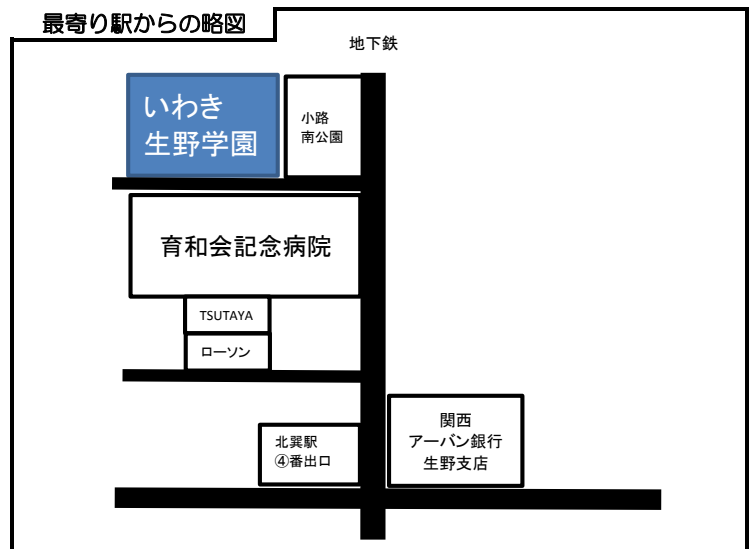 最寄り駅からの略図
地下鉄
いわき
生野学園
小路
南公園
育和会記念病院
TSUTAYA
ローソン
関西
アーバン銀行
生野支店
北巽駅
④番出口